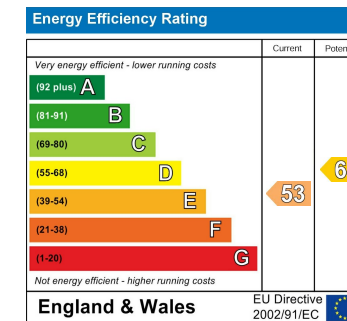 Energy Efficiency Rating
Current
Very energy efficient - lower running costs
(92 plus) A
(81-91) B
(69-80) C
(55-68) D
(39-54) E
53
(21-38) F
(1-20) G
Not energy efficient - higher running costs
England & Wales
EU Directive
2002/91/EC